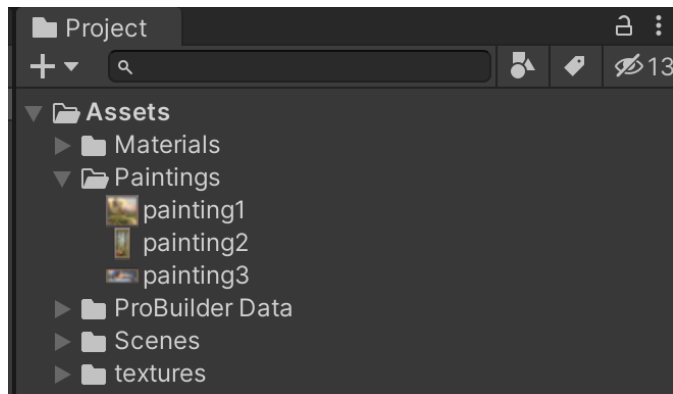 Project
13
Assets
Materials
Paintings
painting1
painting2
painting3
ProBuilder Data
Scenes
textures